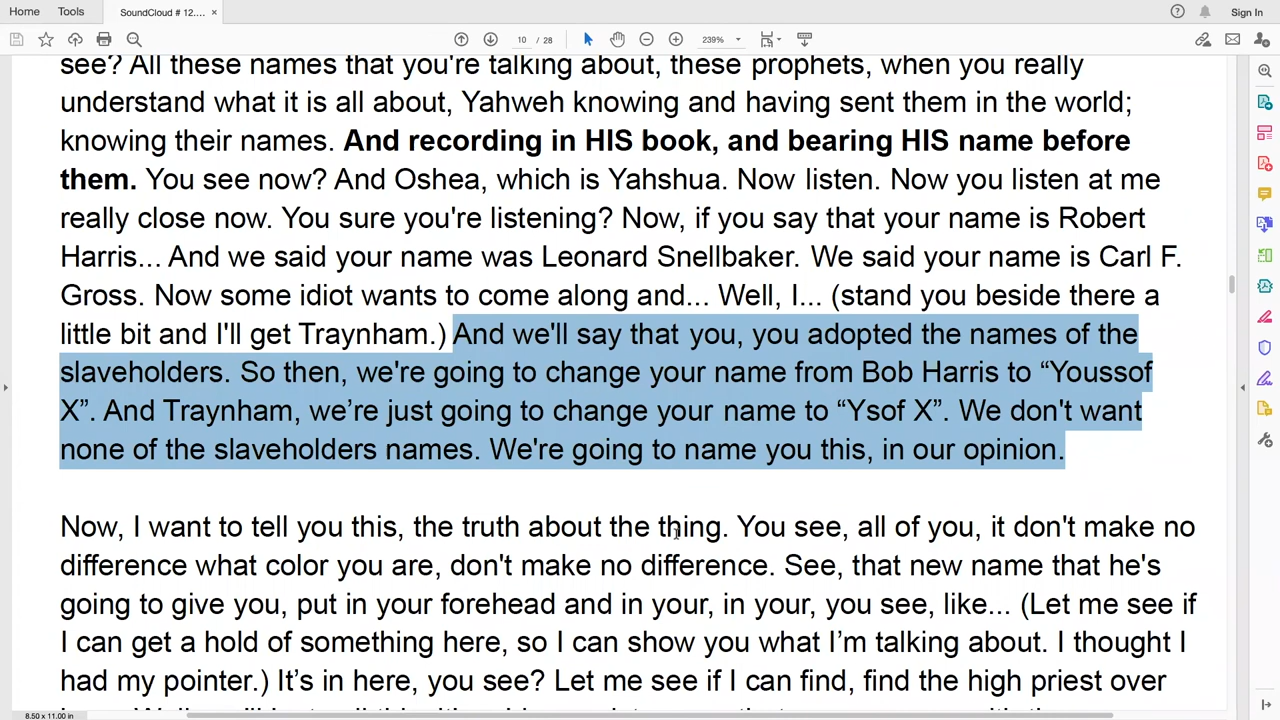 Home Tools SoundCloud # 12.... × Sign In
10 / 28 239%
see? All these names that you're talking about, these prophets, when you really
understand what it is all about, Yahweh knowing and having sent them in the world;
knowing their names. And recording in HIS book, and bearing HIS name before
them. You see now? And Oshea, which is Yahshua. Now listen. Now you listen at me
really close now. You sure you're listening? Now, if you say that your name is Robert
Harris... And we said your name was Leonard Snellbaker. We said your name is Carl F.
Gross. Now some idiot wants to come along and... Well, I... (stand you beside there a
little bit and I'll get Traynham.) And we'll say that you, you adopted the names of the
slaveholders. So then, we're going to change your name from Bob Harris to “Youssof
X”. And Traynham, we’re just going to change your name to “Ysof X”. We don't want
none of the slaveholders names. We're going to name you this, in our opinion.
Now, I want to tell you this, the truth about the thing. You see, all of you, it don't make no
difference what color you are, don't make no difference. See, that new name that he's
going to give you, put in your forehead and in your, in your, you see, like... (Let me see if
I can get a hold of something here, so I can show you what I’m talking about. I thought I
had my pointer.) It’s in here, you see? Let me see if I can find, find the high priest over
8.50 x 11.00 in